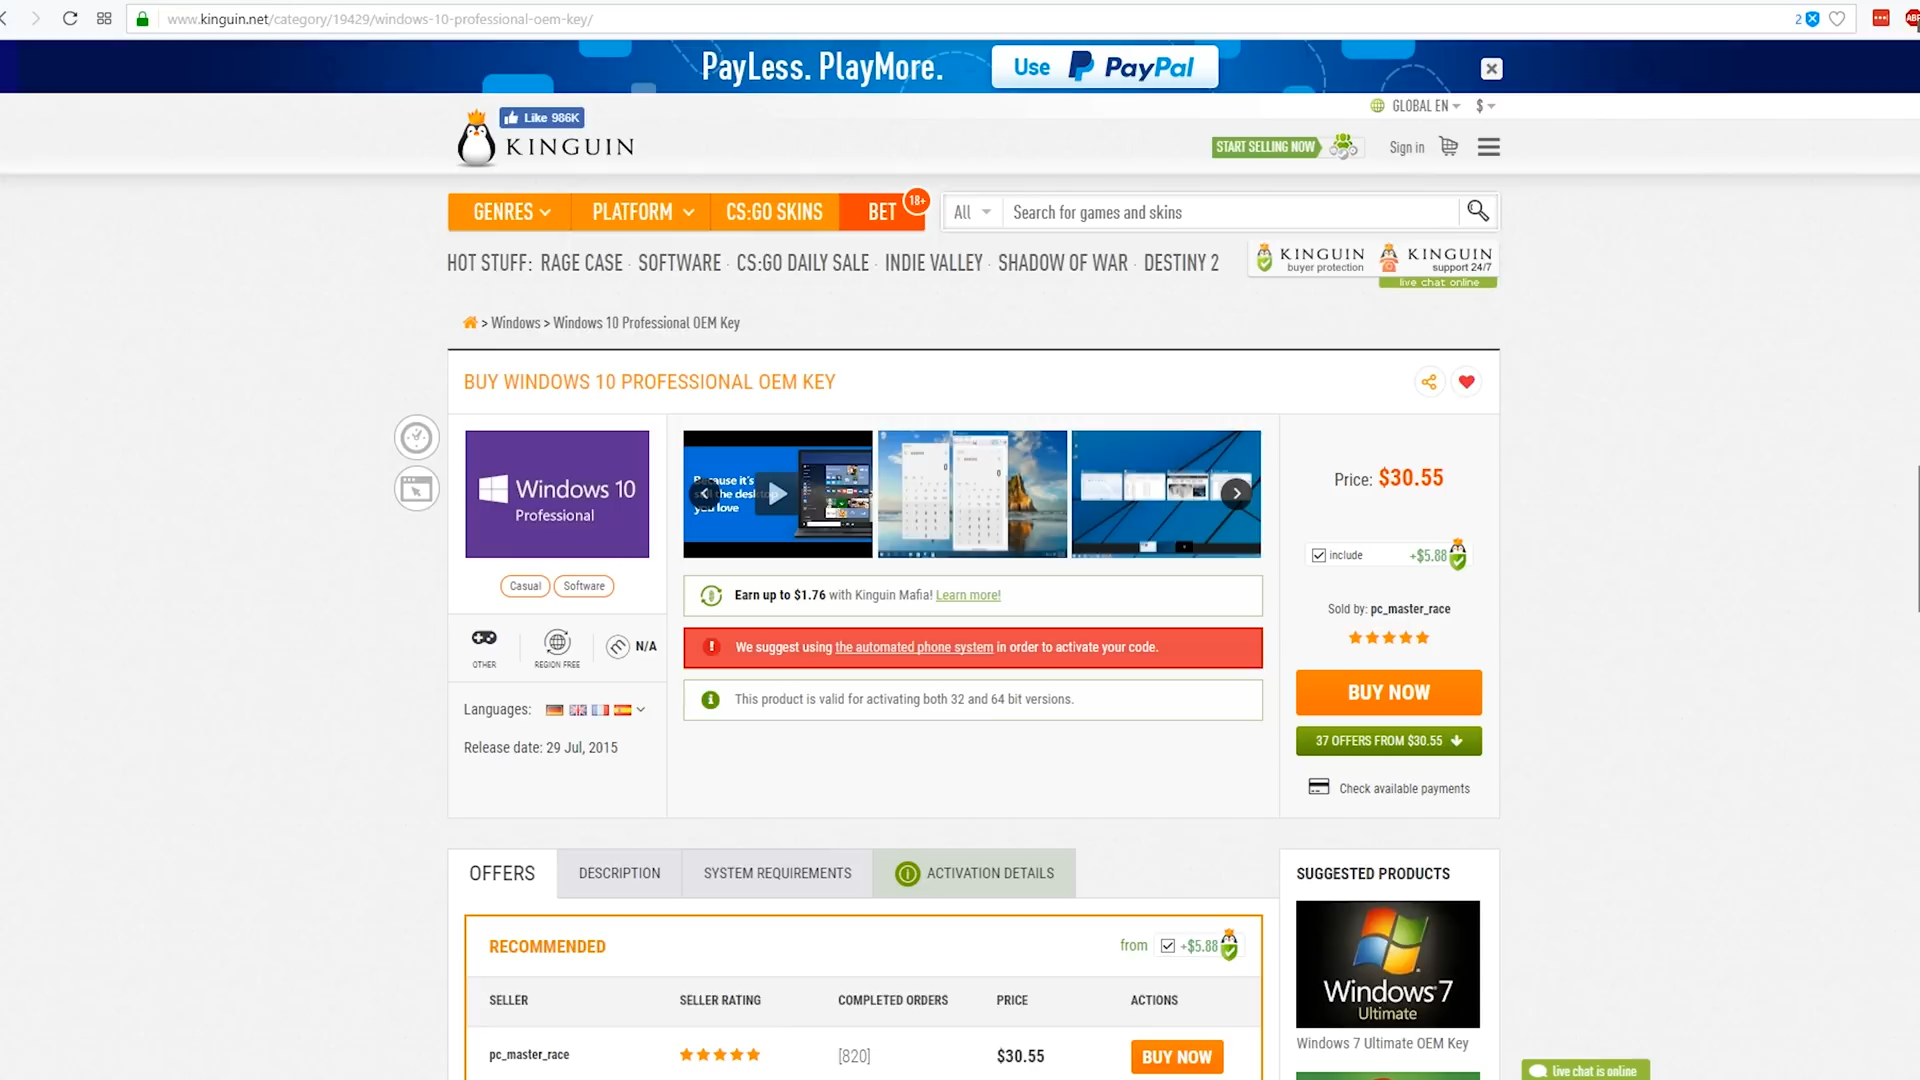 www.kinguin.net/category/19429/windows-10-professional-oem-key/
2
ABP
PayLess. PlayMore.
Use PayPal
GLOBAL EN
$
Like 986K
KINGUIN
START SELLING NOW
Sign in
GENRES
PLATFORM
CS:GO SKINS
BET
18+
All
Search for games and skins
HOT STUFF: RAGE CASE · SOFTWARE · CS:GO DAILY SALE · INDIE VALLEY · SHADOW OF WAR · DESTINY 2
KINGUIN
buyer protection
KINGUIN
support 24/7
live chat online
> Windows > Windows 10 Professional OEM Key
BUY WINDOWS 10 PROFESSIONAL OEM KEY
Windows 10
Professional
Because it's
still the desktop
you love
Price: $30.55
include
+$5.88
Casual
Software
Earn up to $1.76 with Kinguin Mafia! Learn more!
Sold by: pc_master_race
OTHER
REGION FREE
N/A
We suggest using the automated phone system in order to activate your code.
BUY NOW
This product is valid for activating both 32 and 64 bit versions.
Languages:
37 OFFERS FROM $30.55
Release date: 29 Jul, 2015
Check available payments
OFFERS
DESCRIPTION
SYSTEM REQUIREMENTS
ACTIVATION DETAILS
SUGGESTED PRODUCTS
RECOMMENDED
from
+$5.88
Windows 7
Ultimate
SELLER
SELLER RATING
COMPLETED ORDERS
PRICE
ACTIONS
Windows 7 Ultimate OEM Key
pc_master_race
[820]
$30.55
BUY NOW
live chat is online